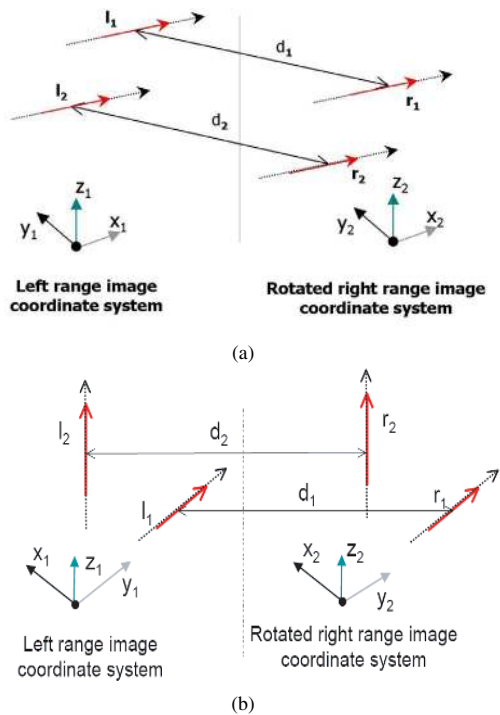 l₁
d₁
l₂
r₁
d₂
r₂
z₁
z₂
y₁
x₁
y₂
x₂
Left range image
coordinate system
Rotated right range image
coordinate system
(a)
l₂
d₂
r₂
l₁
d₁
r₁
x₁
z₁
y₁
x₂
z₂
y₂
Left range image
coordinate system
Rotated right range image
coordinate system
(b)